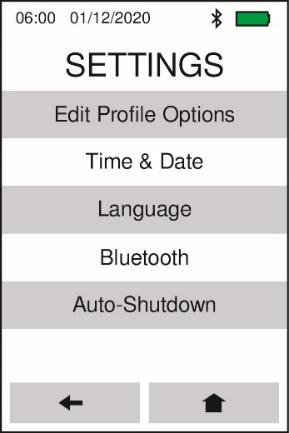 06:00 01/12/2020
SETTINGS
Edit Profile Options
Time & Date
Language
Bluetooth
Auto-Shutdown